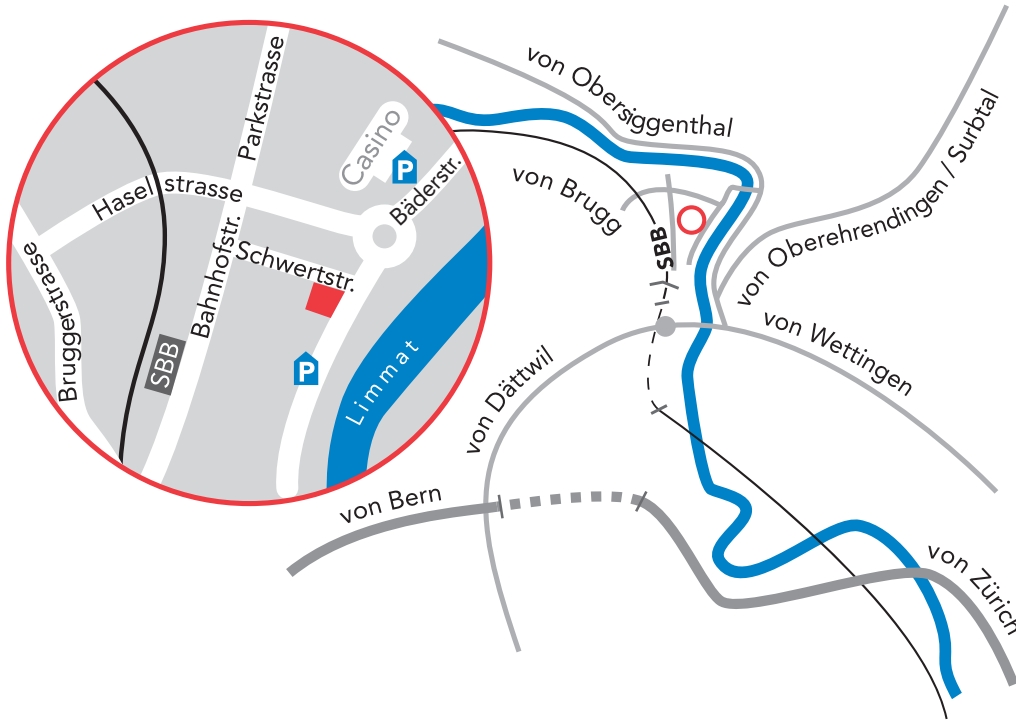 Parkstrasse
Casino
P
Bäderstr.
Haselstrasse
Bahnhofstr.
Schwertstr.
Bruggerstrassse
SBB
P
Limmat
von Obersiggenthal
von Brugg
SBB
von Oberehrendingen / Surbtal
von Wettingen
von Dättwil
von Bern
von Zürich